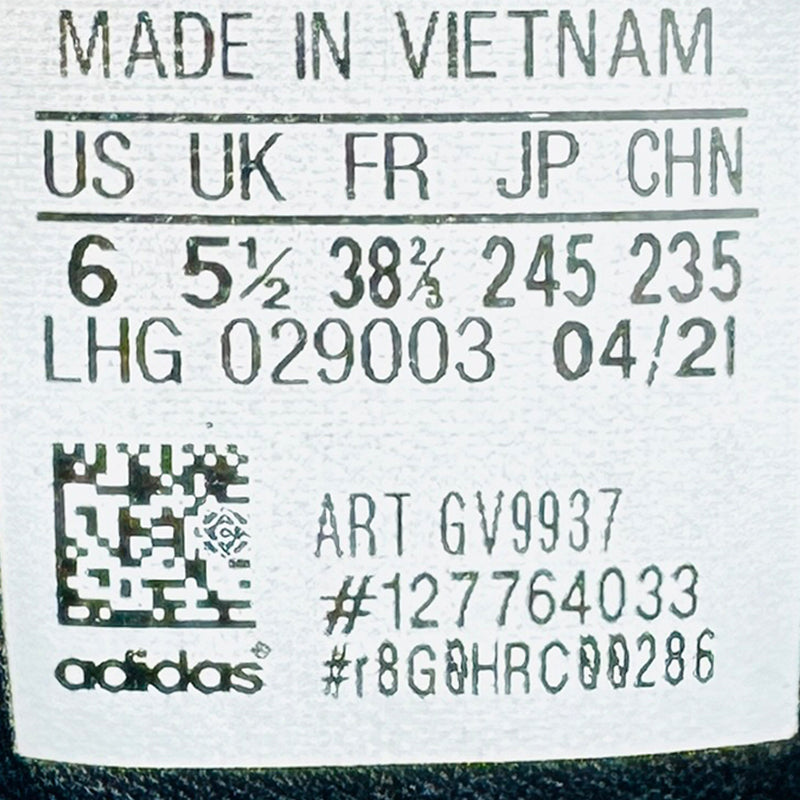 MADE IN VIETNAM
US UK FR JP CHN
6 5½ 38⅔ 245 235
LHG 029003 04/21
ART GV9937
#127764033
#r8G0HRC00286
adidas®